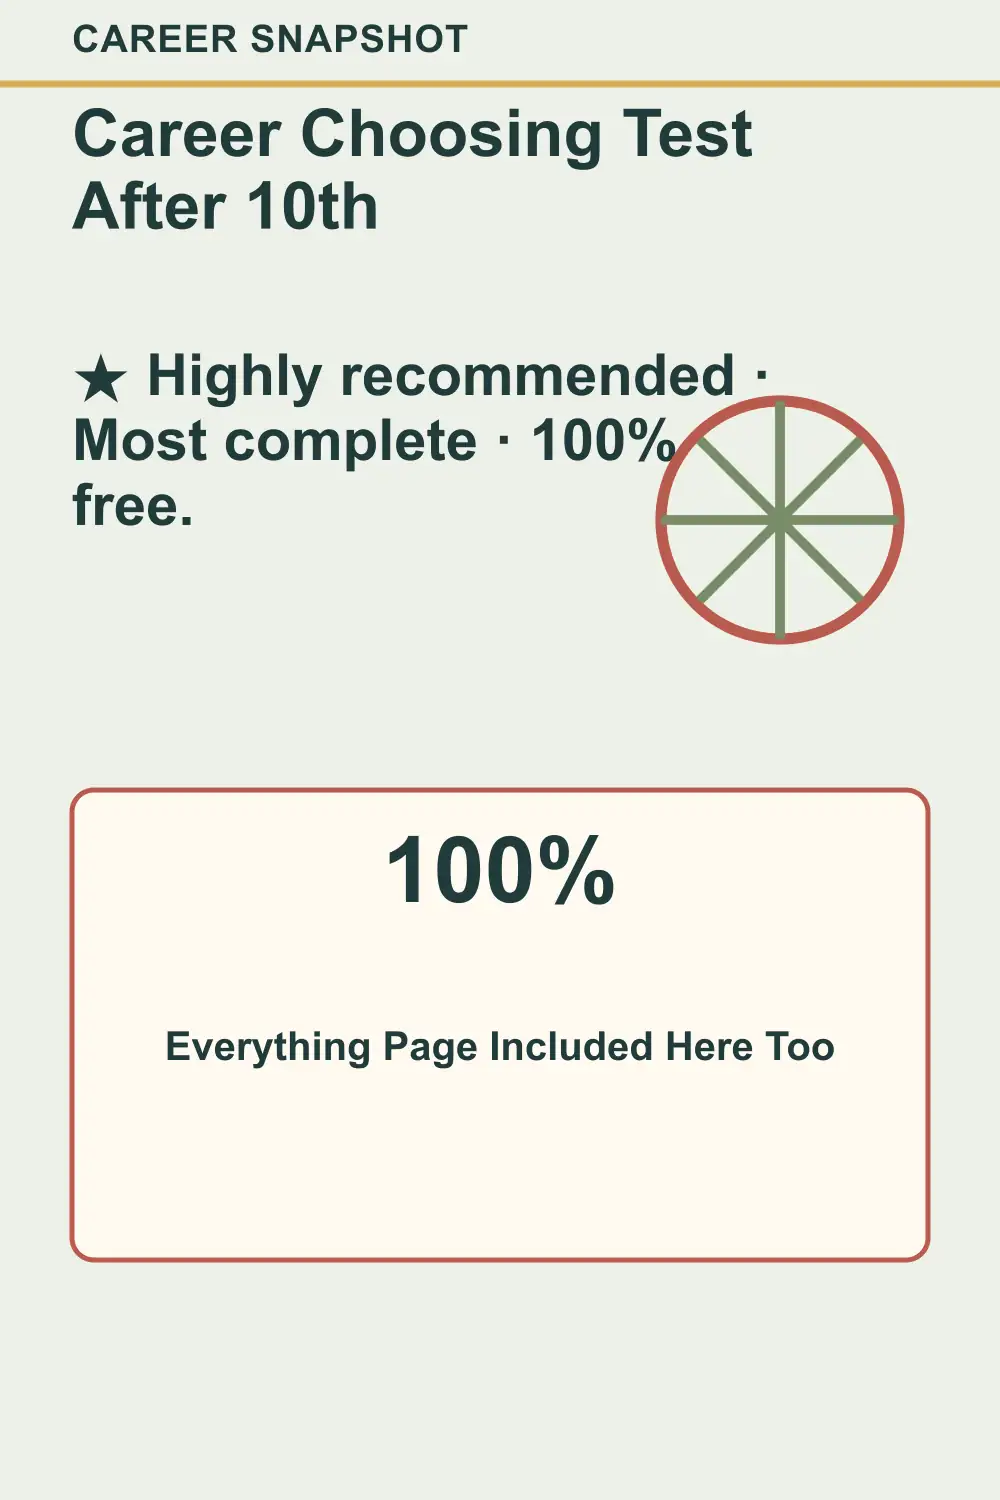 CAREER SNAPSHOT
Career Choosing Test
After 10th
★ Highly recommended ·
Most complete · 100%
free.
100%
Everything Page Included Here Too